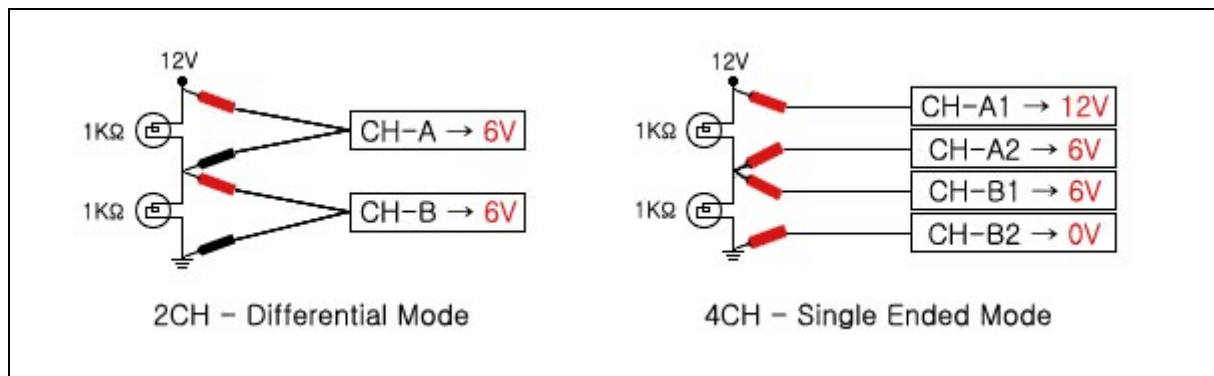 12V
1KΩ
CH-A → 6V
1KΩ
CH-B → 6V
2CH - Differential Mode
12V
1KΩ
CH-A1 → 12V
CH-A2 → 6V
1KΩ
CH-B1 → 6V
CH-B2 → 0V
4CH - Single Ended Mode